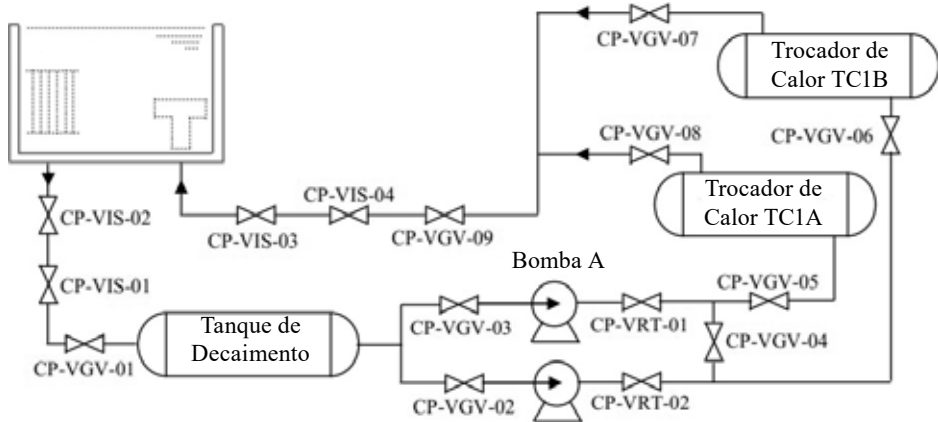 CP-VGV-07
Trocador de
Calor TC1B
CP-VGV-06
CP-VGV-08
Trocador de
Calor TC1A
CP-VIS-04
CP-VIS-02
CP-VIS-03
CP-VGV-09
Bomba A
CP-VGV-05
CP-VIS-01
Tanque de
Decaimento
CP-VGV-03
CP-VRT-01
CP-VGV-04
CP-VGV-01
CP-VGV-02
CP-VRT-02